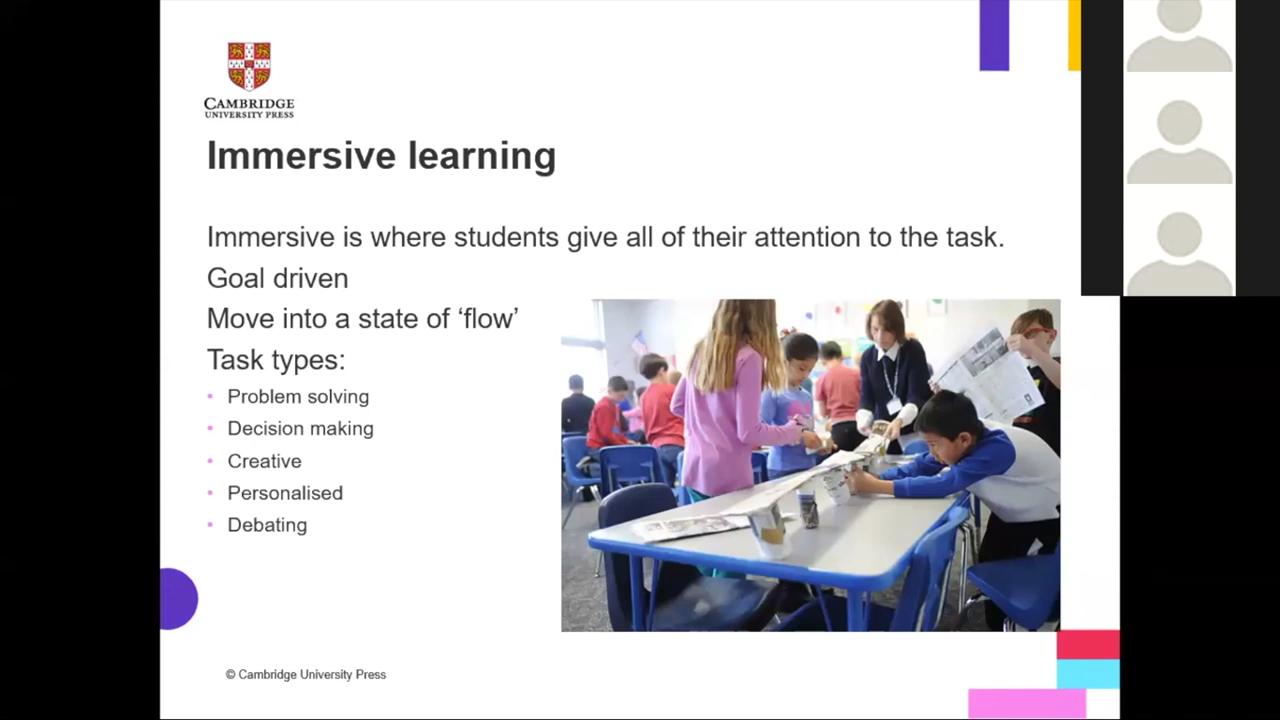 CAMBRIDGE
UNIVERSITY PRESS
Immersive learning
Immersive is where students give all of their attention to the task.
Goal driven
Move into a state of ‘flow’
Task types:
• Problem solving
• Decision making
• Creative
• Personalised
• Debating
© Cambridge University Press